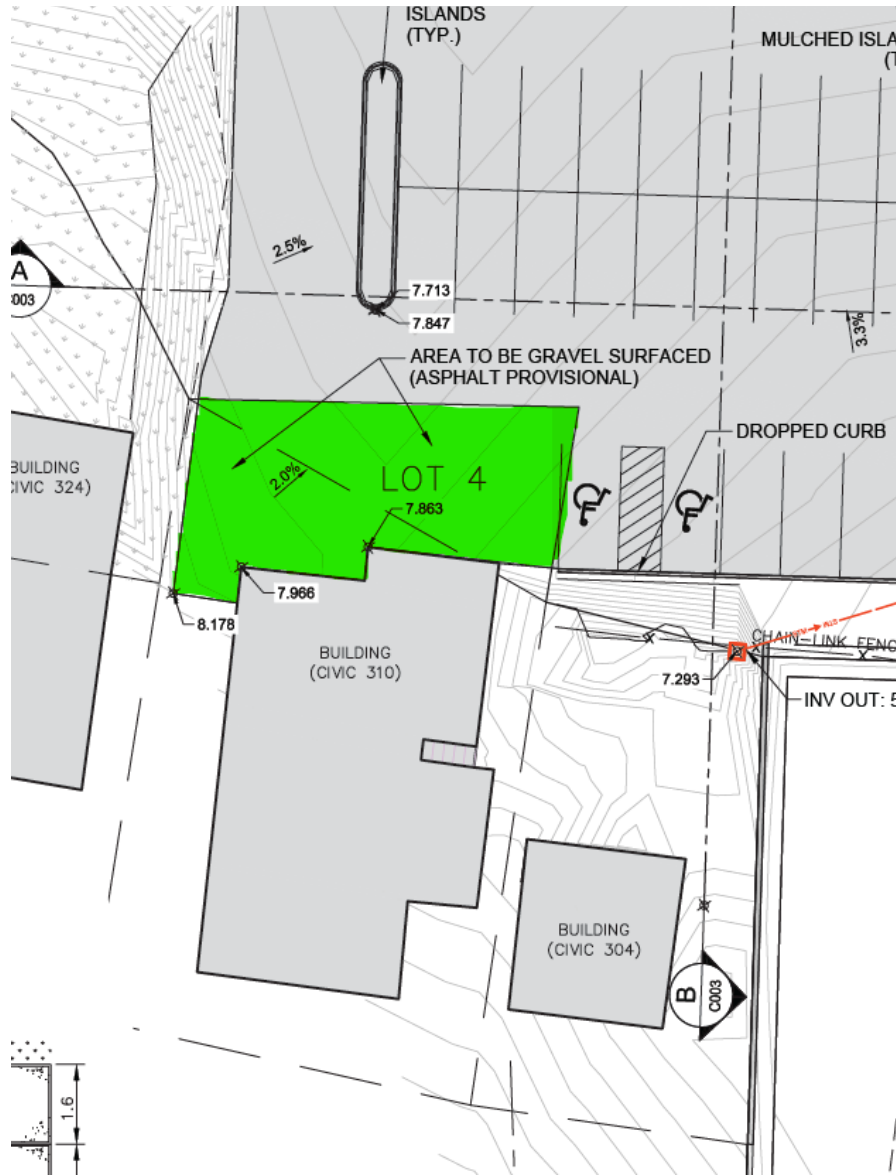 ISLANDS
(TYP.)
MULCHED ISLA
(T
2.5%
A
C003
7.713
7.847
3.3%
AREA TO BE GRAVEL SURFACED
(ASPHALT PROVISIONAL)
DROPPED CURB
BUILDING
(CIVIC 324)
LOT 4
2.0%
7.863
7.966
8.178
BUILDING
(CIVIC 310)
CHAIN-LINK FENC
7.293
INV OUT: 5
BUILDING
(CIVIC 304)
B
C003
1.6